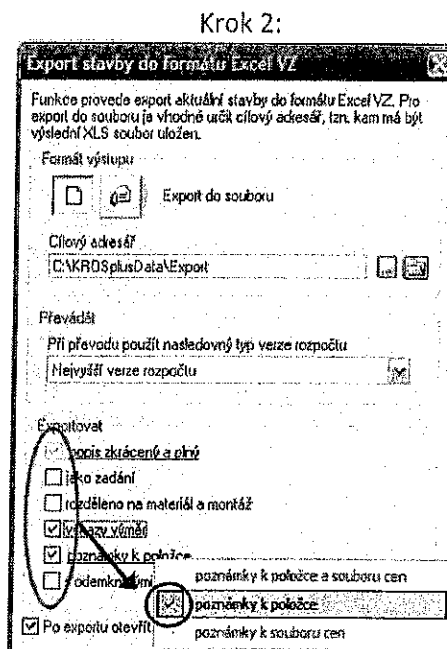 Krok 2:
Export stavby do formátu Excel VZ
Funkce provede export aktuální stavby do formátu Excel VZ. Pro
export do souboru je vhodné určit cílový adresář, tzn. kam má být
výsledný XLS soubor uložen.
Formát výstupu
Export do souboru
Cílový adresář
C:\KROSplusData\Export
Převádět
Při převodu použít následovný typ verze rozpočtu
Nejvyšší verze rozpočtu
Exportovat
popis zkrácený a plný
jako zadání
rozděleno na materiál a montáž
výkazy výměr
poznámky k položce
poznámky k položce a souboru cen
poznámky k položce
Po exportu otevřít
poznámky k souboru cen